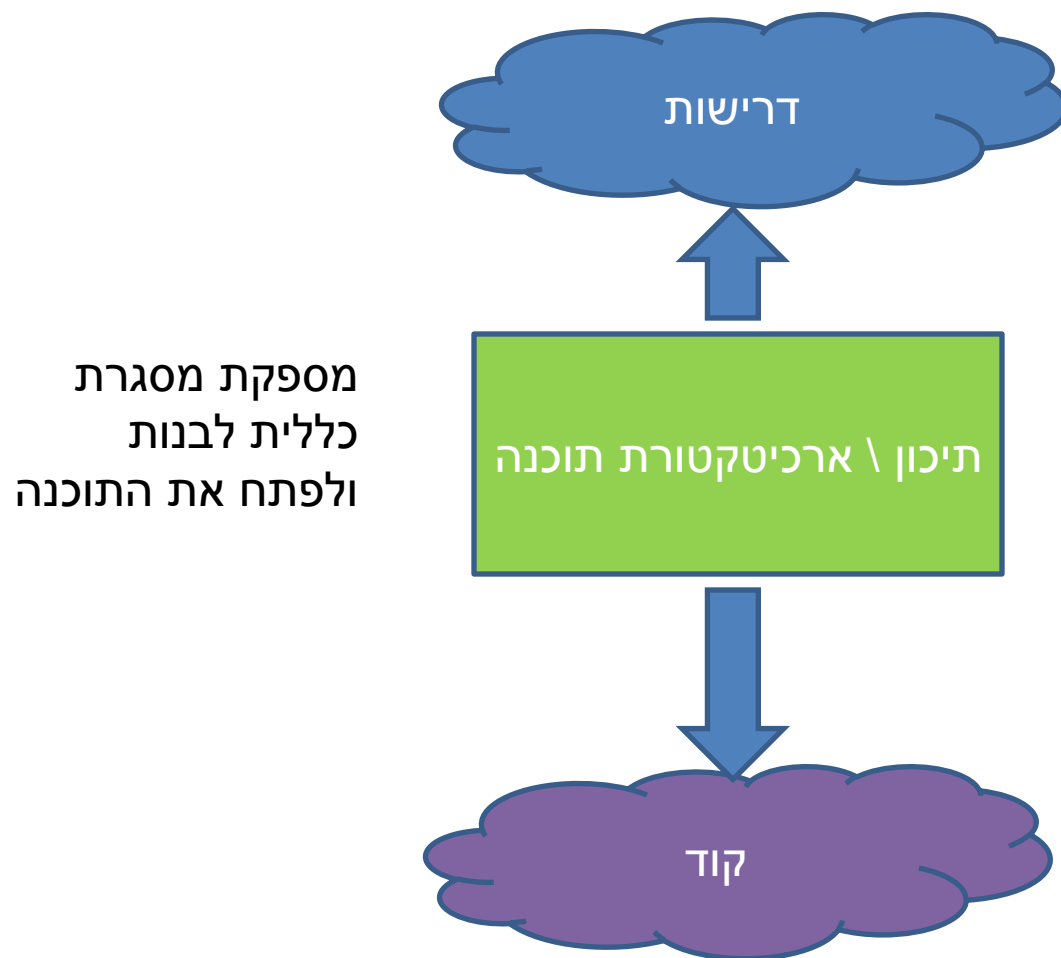 דרישות
מספקת מסגרת
כללית לבנות
ולפתח את התוכנה
תיכון \ ארכיטקטורת תוכנה
קוד